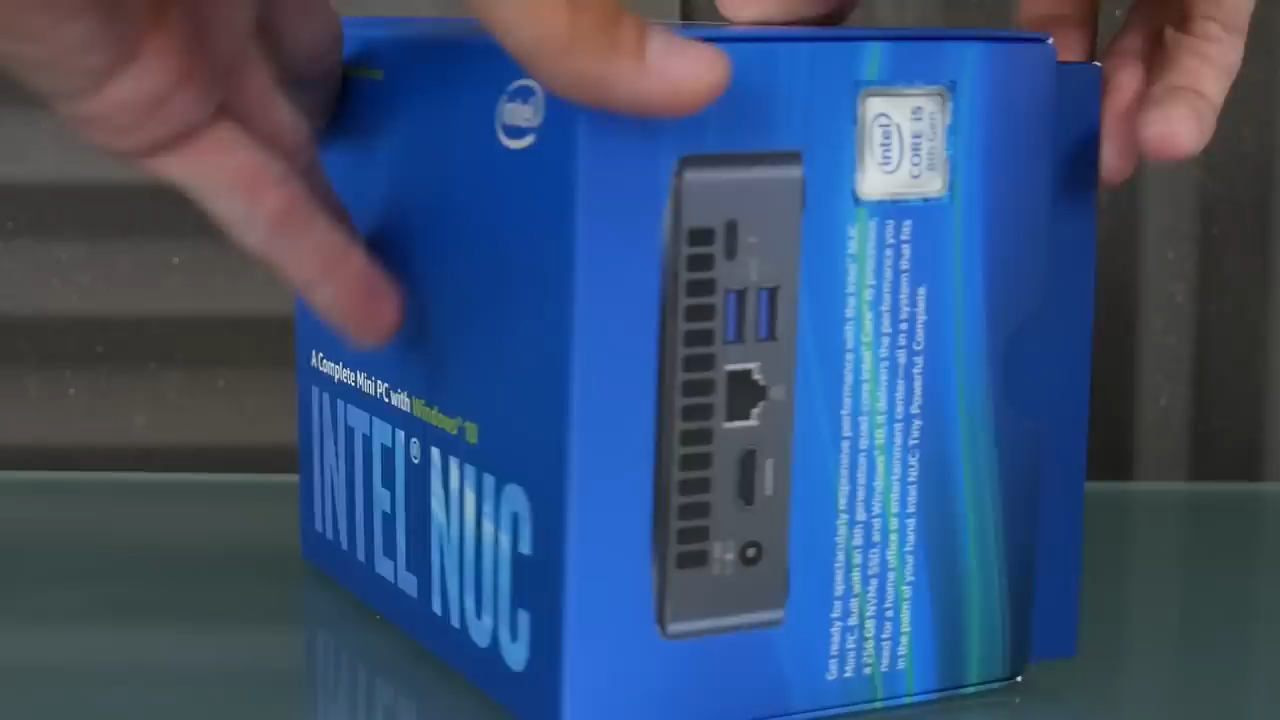 intel
A Complete Mini PC with Windows® 10
INTEL® NUC
intel
CORE i5
8th Gen
Get ready for spectacularly responsive performance with the Intel® NUC
Mini PC. Built with an 8th generation quad-core Intel® Core™ i5 processor,
a 256 GB NVMe SSD, and Windows® 10, it delivers the performance you
need for a home office or entertainment center—all in a system that fits
in the palm of your hand. Intel NUC: Tiny. Powerful. Complete.